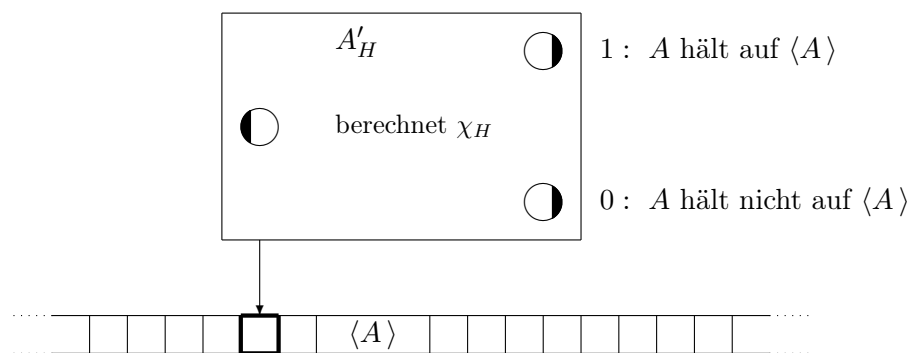 A′_H
1 : A hält auf ⟨A⟩
berechnet χ_H
0 : A hält nicht auf ⟨A⟩
⟨A⟩